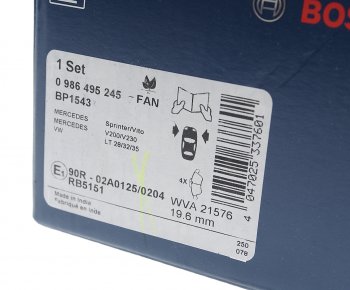 BOS
1 Set
0 986 495 245 - FAN
BP1543
MERCEDES Sprinter/Vito
MERCEDES V200/V230
VW LT 28/32/35
4X
E1 90R - 02A0125/0204
RB5151
WVA 21576
19.6 mm
Made in India
Fabriqué en Inde
4 047025 337601
250
078